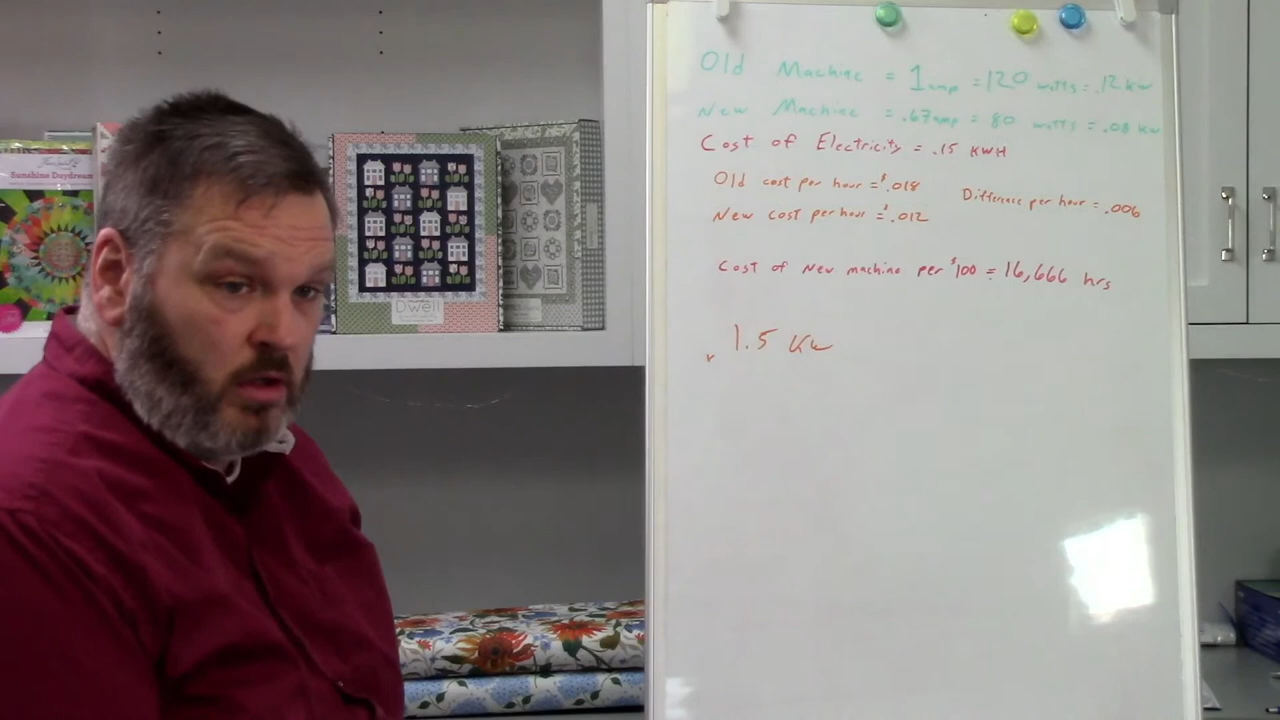 Old Machine = 1amp = 120 watts = .12 kw
New Machine = .67amp = 80 watts = .08 kw
Cost of Electricity = .15 KWH
Old cost per hour = $.018
Difference per hour = .006
New cost per hour = $.012
Cost of New machine per $100 = 16,666 hrs
1.5 Kw
Sunshine Daydream
Dwell